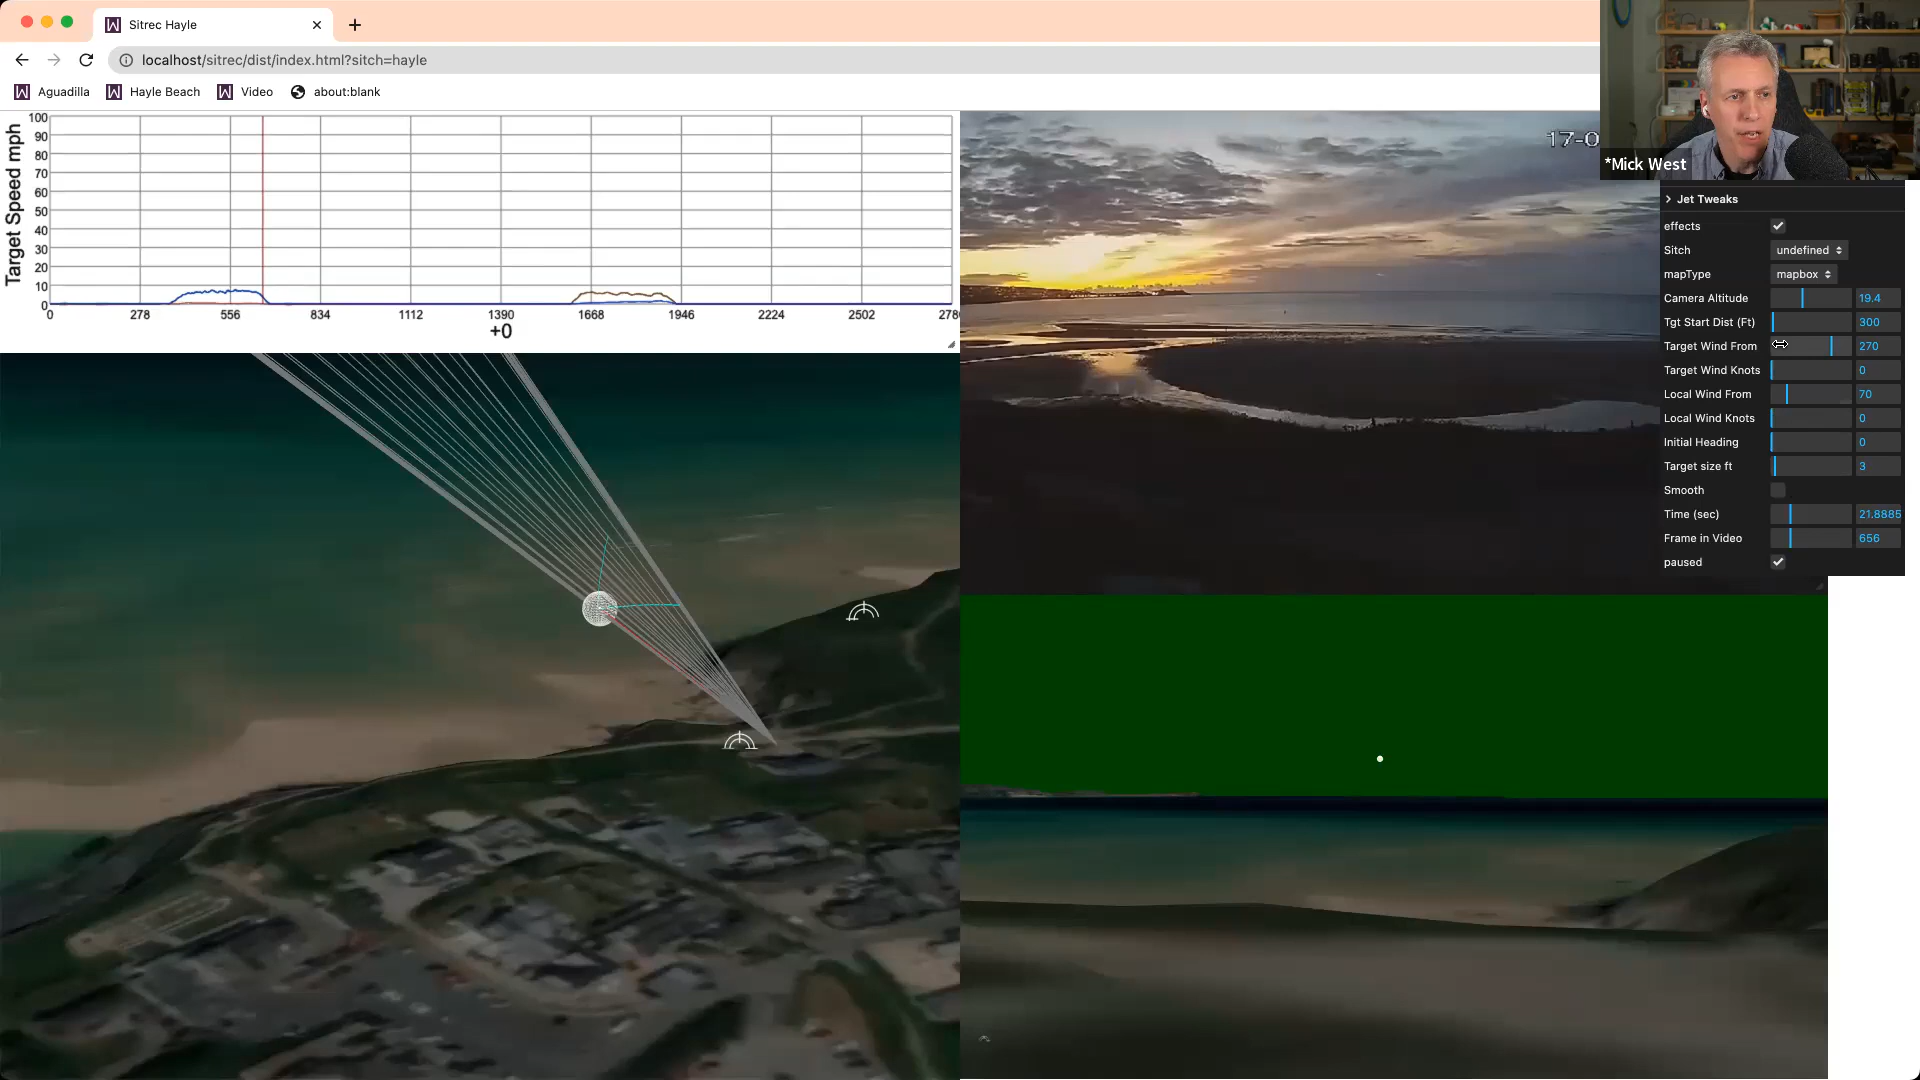 Sitrec Hayle
localhost/sitrec/dist/index.html?sitch=hayle
Aguadilla
Hayle Beach
Video
about:blank
Target Speed mph
100
90
80
70
60
50
40
30
20
10
0
0 278 556 834 1112 1390 1668 1946 2224 2502 278
+0
17-0
*Mick West
Jet Tweaks
effects
Sitch undefined
mapType mapbox
Camera Altitude 19.4
Tgt Start Dist (Ft) 300
Target Wind From 270
Target Wind Knots 0
Local Wind From 70
Local Wind Knots 0
Initial Heading 0
Target size ft 3
Smooth
Time (sec) 21.8885
Frame in Video 656
paused